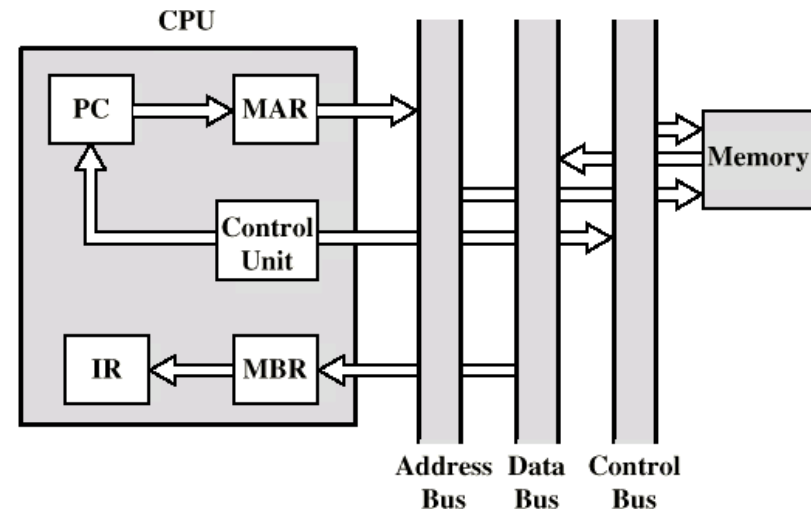 CPU
PC
MAR
Memory
Control
Unit
IR
MBR
Address
Bus
Data
Bus
Control
Bus